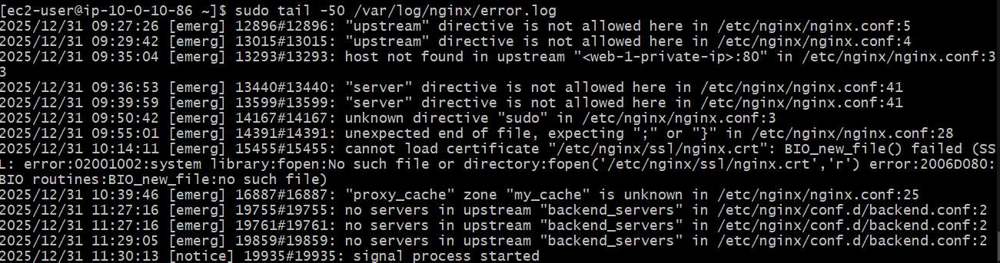 [ec2-user@ip-10-0-10-86 ~]$ sudo tail -50 /var/log/nginx/error.log
2025/12/31 09:27:26 [emerg] 12896#12896: "upstream" directive is not allowed here in /etc/nginx/nginx.conf:5
2025/12/31 09:29:42 [emerg] 13015#13015: "upstream" directive is not allowed here in /etc/nginx/nginx.conf:4
2025/12/31 09:35:04 [emerg] 13293#13293: host not found in upstream "<web-1-private-ip>:80" in /etc/nginx/nginx.conf:3
3
2025/12/31 09:36:53 [emerg] 13440#13440: "server" directive is not allowed here in /etc/nginx/nginx.conf:41
2025/12/31 09:39:59 [emerg] 13599#13599: "server" directive is not allowed here in /etc/nginx/nginx.conf:41
2025/12/31 09:50:42 [emerg] 14167#14167: unknown directive "sudo" in /etc/nginx/nginx.conf:3
2025/12/31 09:55:01 [emerg] 14391#14391: unexpected end of file, expecting ";" or "}" in /etc/nginx/nginx.conf:28
2025/12/31 10:14:11 [emerg] 15455#15455: cannot load certificate "/etc/nginx/ssl/nginx.crt": BIO_new_file() failed (SS
L: error:02001002:system library:fopen:No such file or directory:fopen('/etc/nginx/ssl/nginx.crt','r') error:2006D080:
BIO routines:BIO_new_file:no such file)
2025/12/31 10:39:46 [emerg] 16887#16887: "proxy_cache" zone "my_cache" is unknown in /etc/nginx/nginx.conf:25
2025/12/31 11:27:16 [emerg] 19755#19755: no servers in upstream "backend_servers" in /etc/nginx/conf.d/backend.conf:2
2025/12/31 11:27:16 [emerg] 19761#19761: no servers in upstream "backend_servers" in /etc/nginx/conf.d/backend.conf:2
2025/12/31 11:29:05 [emerg] 19859#19859: no servers in upstream "backend_servers" in /etc/nginx/conf.d/backend.conf:2
2025/12/31 11:30:13 [notice] 19935#19935: signal process started